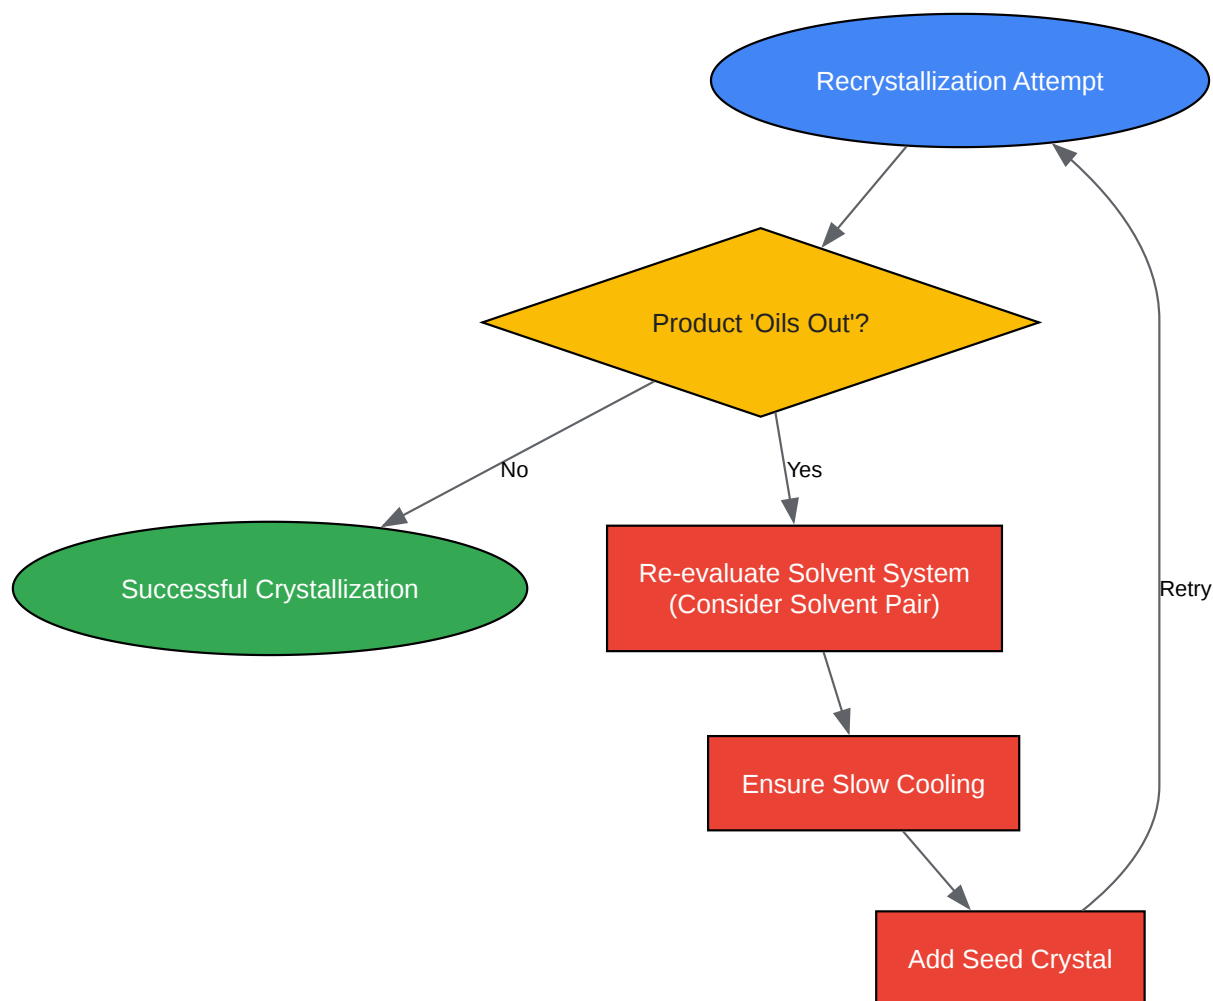 Recrystallization Attempt
Product 'Oils Out'?
No
Yes
Successful Crystallization
Re-evaluate Solvent System
(Consider Solvent Pair)
Retry
Ensure Slow Cooling
Add Seed Crystal